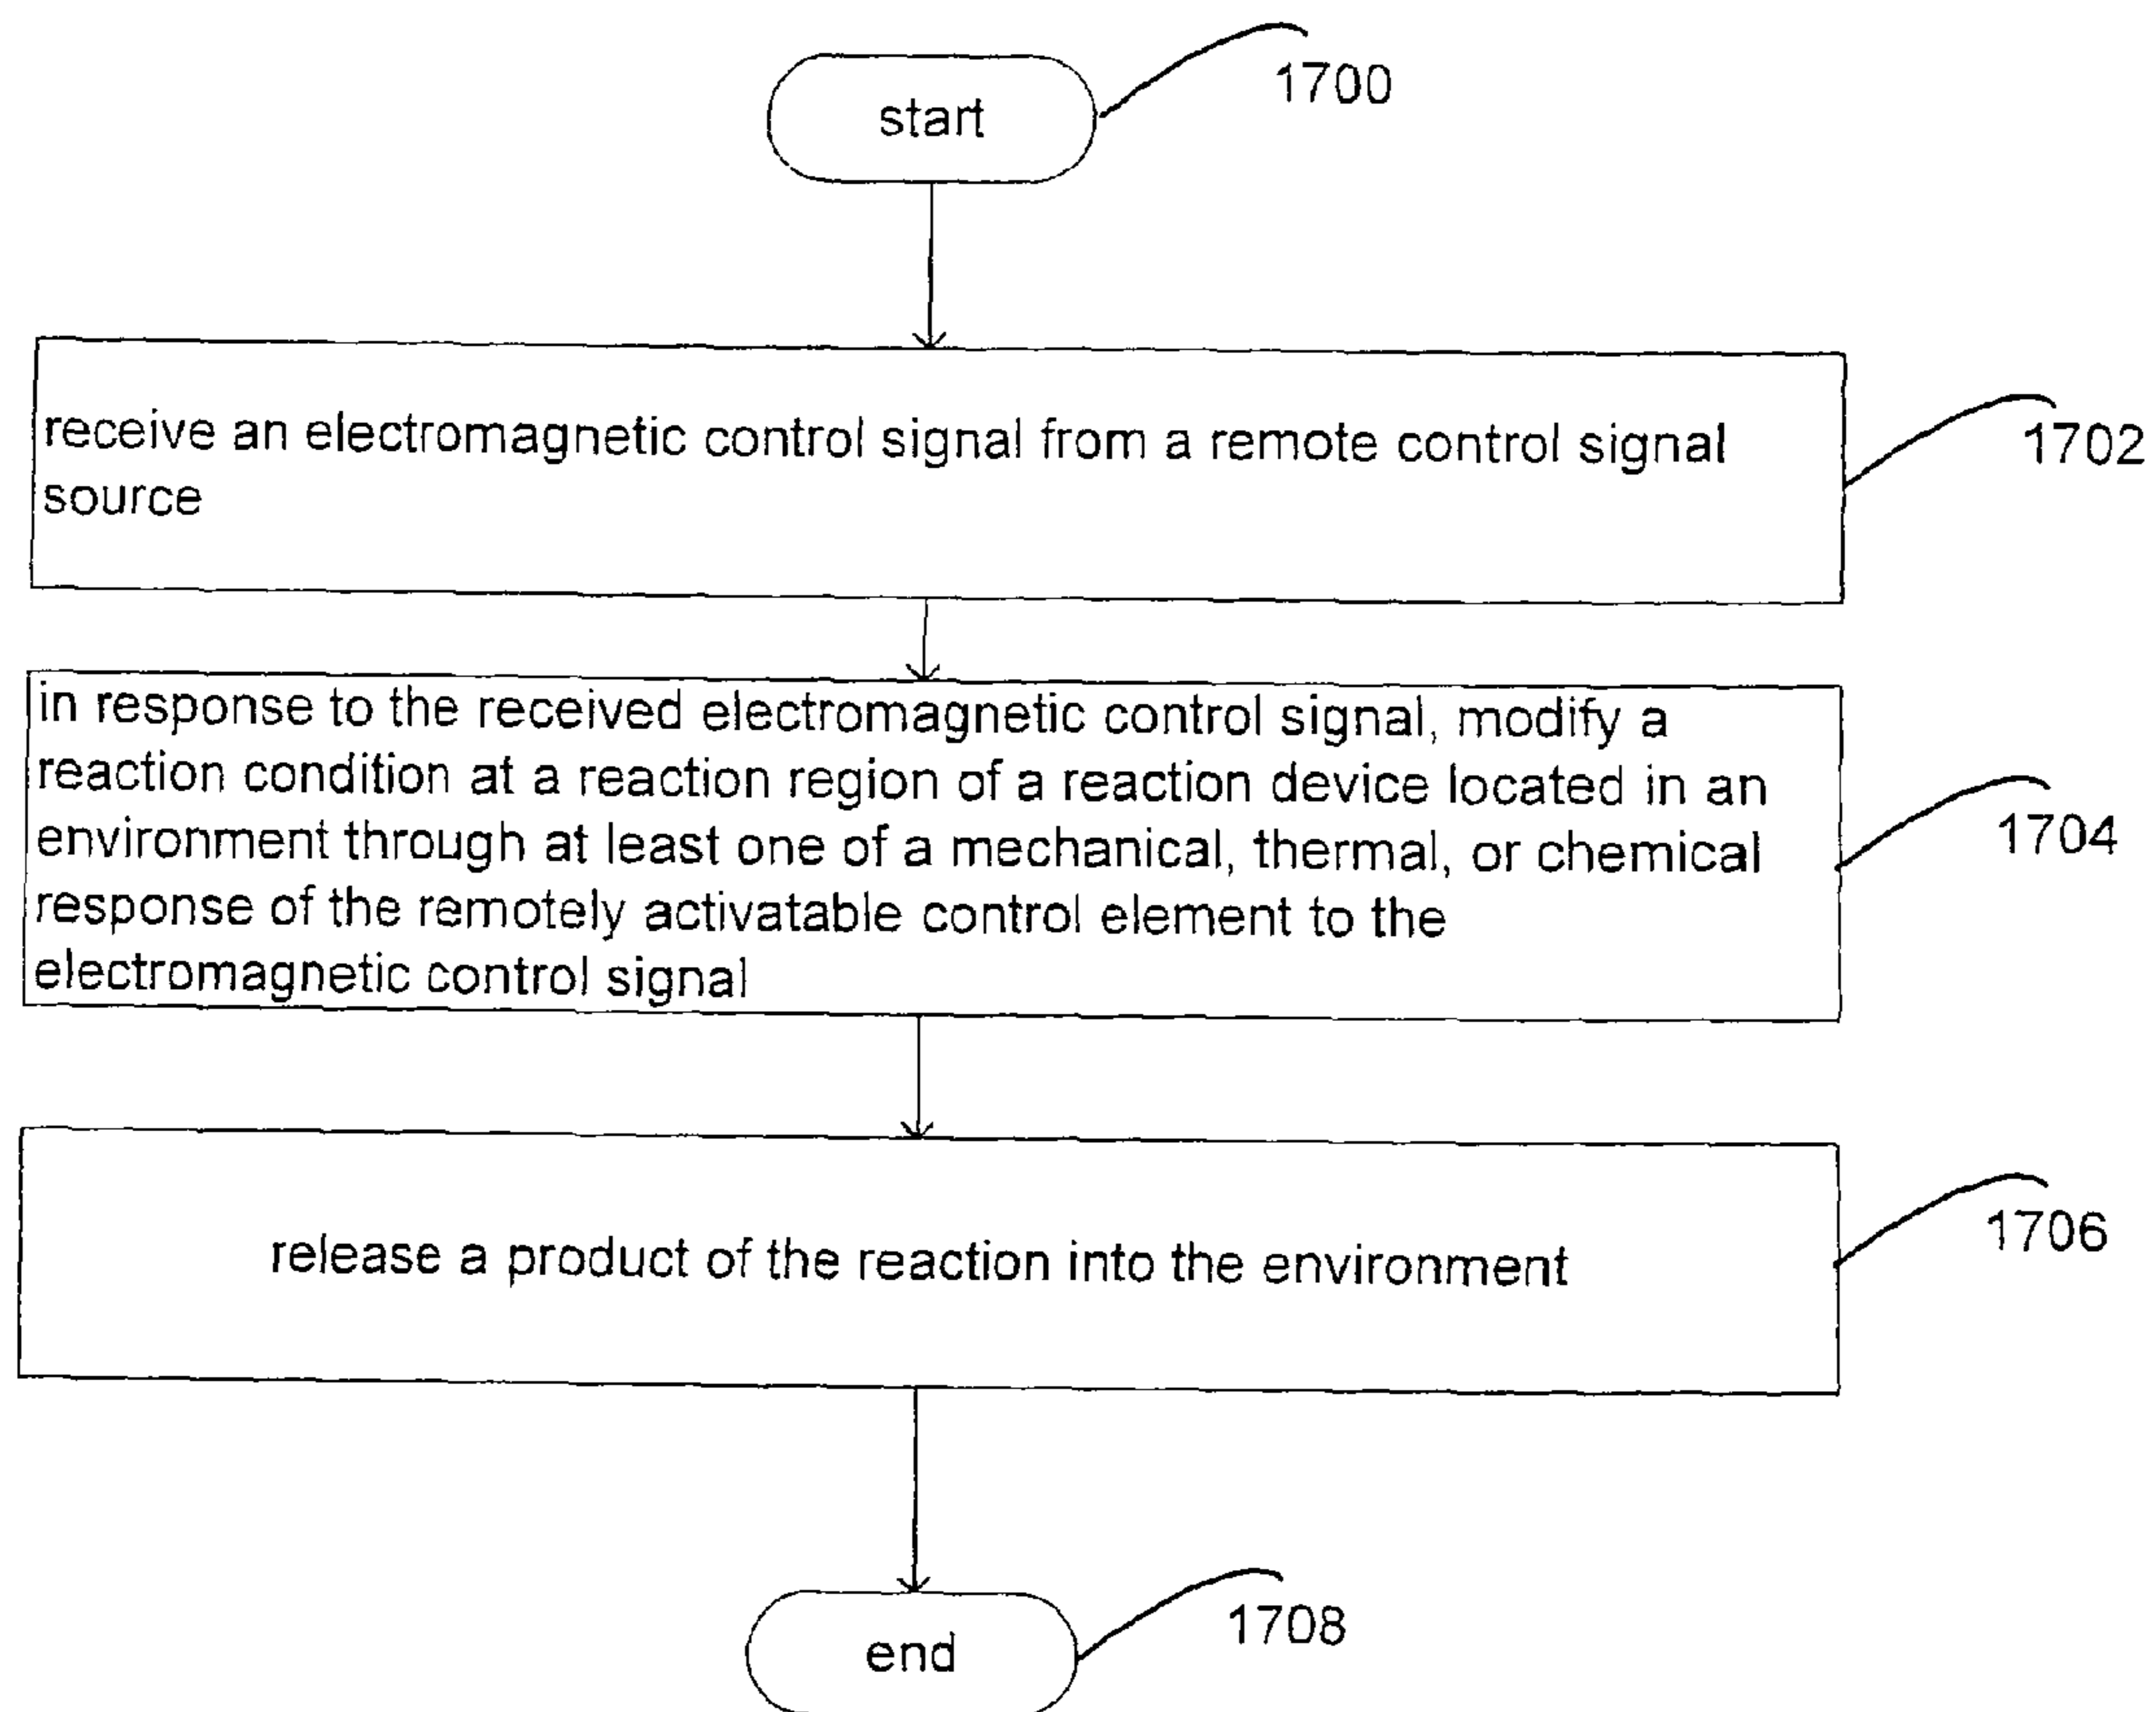 start
1700
receive an electromagnetic control signal from a remote control signal
source
1702
in response to the received electromagnetic control signal, modify a
reaction condition at a reaction region of a reaction device located in an
environment through at least one of a mechanical, thermal, or chemical
response of the remotely activatable control element to the
electromagnetic control signal
1704
release a product of the reaction into the environment
1706
end
1708